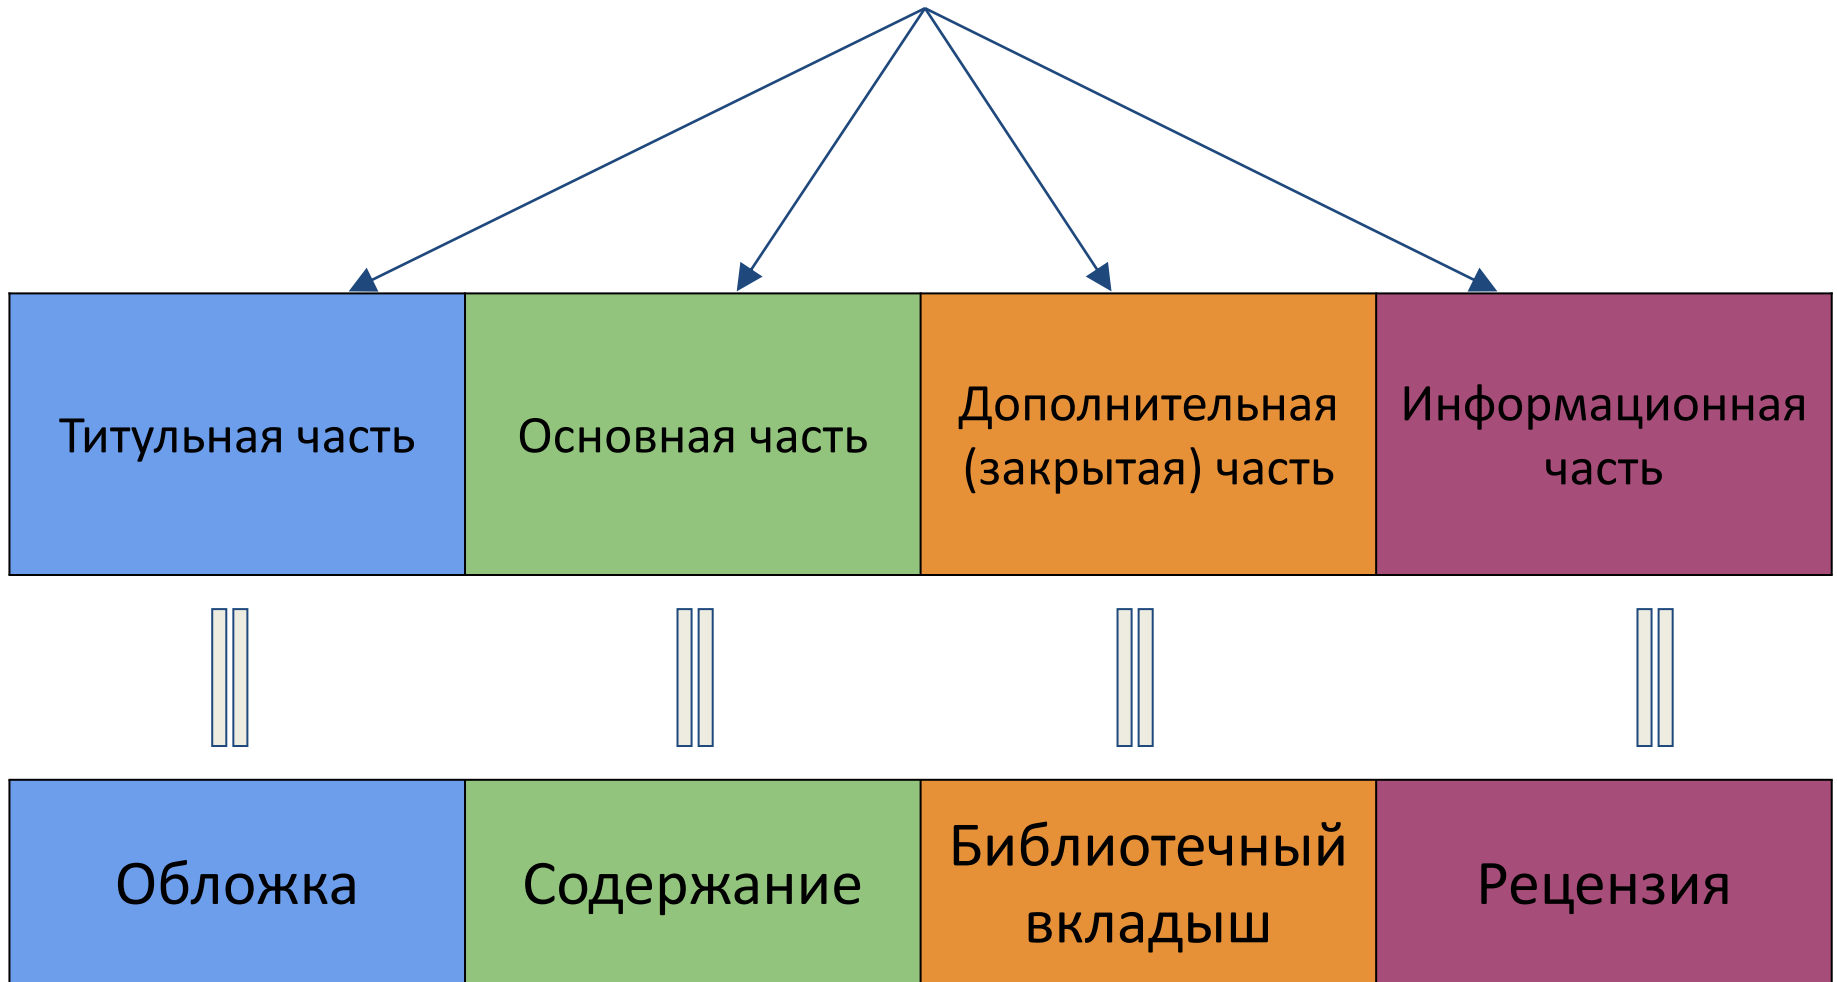 Титульная часть
Основная часть
Дополнительная
(закрытая) часть
Информационная
часть
Обложка
Содержание
Библиотечный
вкладыш
Рецензия